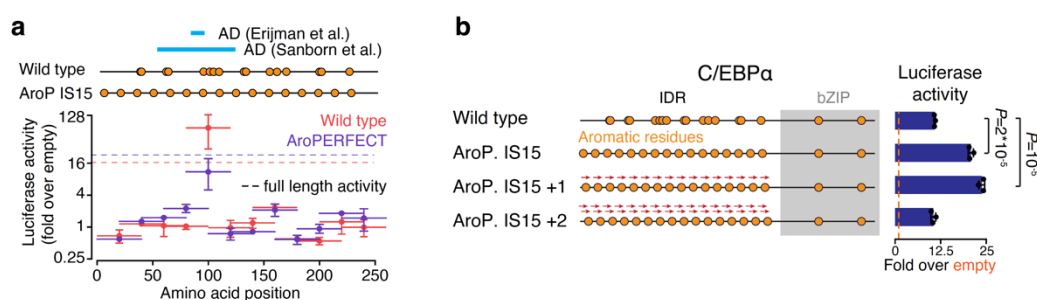 a
AD (Erijman et al.)
AD (Sanborn et al.)
Wild type
AroP IS15
Luciferase activity
(fold over empty)
128
16
4
1
0.25
Wild type
AroPERFECT
full length activity
0 50 100 150 200 250
Amino acid position
b
C/EBPα
IDR
bZIP
Luciferase
activity
Wild type
Aromatic residues
AroP. IS15
AroP. IS15 +1
AroP. IS15 +2
P=2*10-5
P=10-5
0 25
Fold over empty